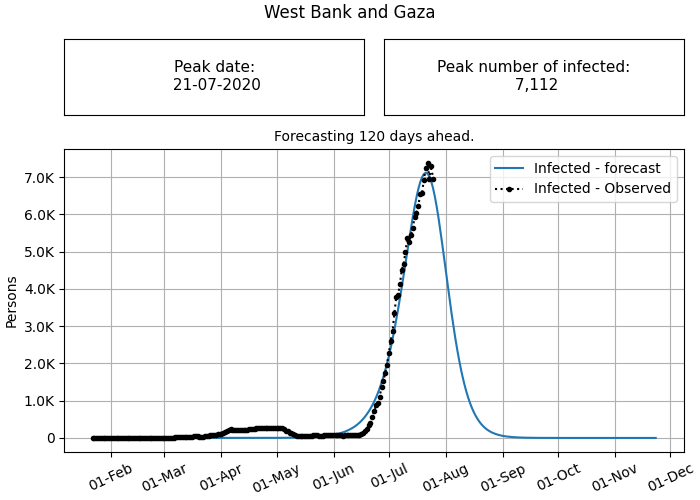 West Bank and Gaza
Peak date:
21-07-2020
Peak number of infected:
7,112
Forecasting 120 days ahead.
Infected - forecast
Infected - Observed
Persons
7.0K
6.0K
5.0K
4.0K
3.0K
2.0K
1.0K
0
01-Feb
01-Mar
01-Apr
01-May
01-Jun
01-Jul
01-Aug
01-Sep
01-Oct
01-Nov
01-Dec